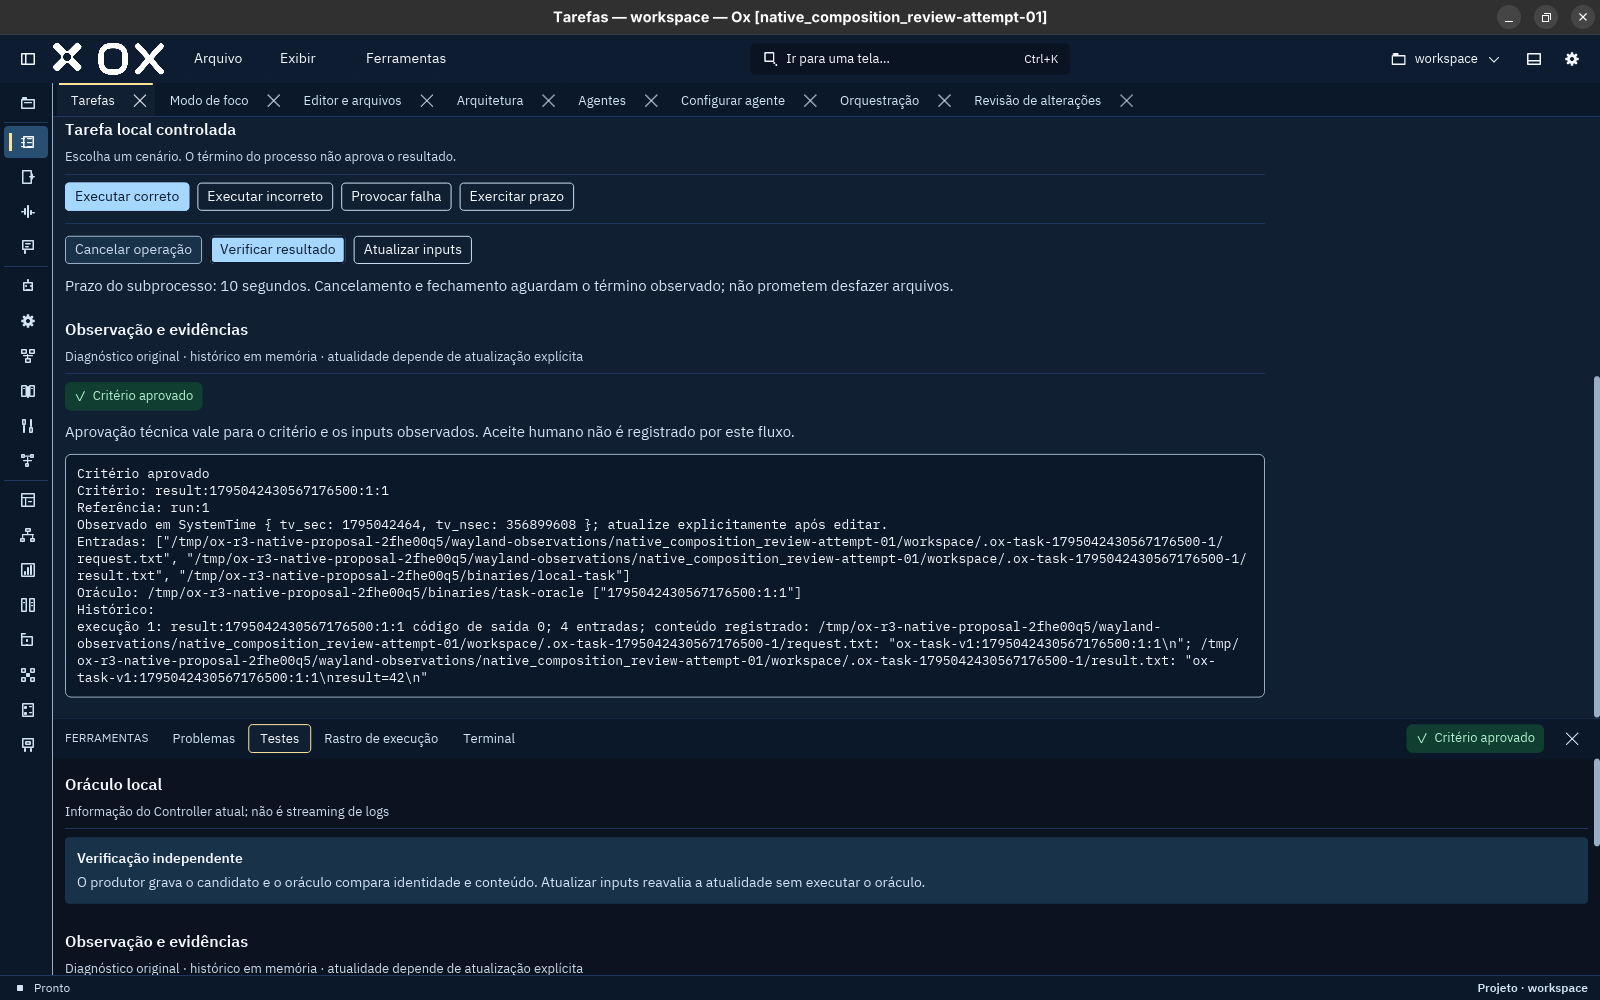 Tarefas — workspace — Ox [native_composition_review-attempt-01]
OX Arquivo Exibir Ferramentas Ir para uma tela... Ctrl+K workspace
Tarefas Modo de foco Editor e arquivos Arquitetura Agentes Configurar agente Orquestração Revisão de alterações
Tarefa local controlada
Escolha um cenário. O término do processo não aprova o resultado.
Executar correto Executar incorreto Provocar falha Exercitar prazo
Cancelar operação Verificar resultado Atualizar inputs
Prazo do subprocesso: 10 segundos. Cancelamento e fechamento aguardam o término observado; não prometem desfazer arquivos.
Observação e evidências
Diagnóstico original · histórico em memória · atualidade depende de atualização explícita
✓ Critério aprovado
Aprovação técnica vale para o critério e os inputs observados. Aceite humano não é registrado por este fluxo.
Critério aprovado
Critério: result:1795042430567176500:1:1
Referência: run:1
Observado em SystemTime { tv_sec: 1795042464, tv_nsec: 356899608 }; atualize explicitamente após editar.
Entradas: ["/tmp/ox-r3-native-proposal-2fhe00q5/wayland-observations/native_composition_review-attempt-01/workspace/.ox-task-1795042430567176500-1/
request.txt", "/tmp/ox-r3-native-proposal-2fhe00q5/wayland-observations/native_composition_review-attempt-01/workspace/.ox-task-1795042430567176500-1/
result.txt", "/tmp/ox-r3-native-proposal-2fhe00q5/binaries/local-task"]
Oráculo: /tmp/ox-r3-native-proposal-2fhe00q5/binaries/task-oracle ["1795042430567176500:1:1"]
Histórico:
execução 1: result:1795042430567176500:1:1 código de saída 0; 4 entradas; conteúdo registrado: /tmp/ox-r3-native-proposal-2fhe00q5/wayland-
observations/native_composition_review-attempt-01/workspace/.ox-task-1795042430567176500-1/request.txt: "ox-task-v1:1795042430567176500:1:1\n"; /tmp/
ox-r3-native-proposal-2fhe00q5/wayland-observations/native_composition_review-attempt-01/workspace/.ox-task-1795042430567176500-1/result.txt: "ox-
task-v1:1795042430567176500:1:1\nresult=42\n"
FERRAMENTAS Problemas Testes Rastro de execução Terminal ✓ Critério aprovado
Oráculo local
Informação do Controller atual; não é streaming de logs
Verificação independente
O produtor grava o candidato e o oráculo compara identidade e conteúdo. Atualizar inputs reavalia a atualidade sem executar o oráculo.
Observação e evidências
Diagnóstico original · histórico em memória · atualidade depende de atualização explícita
Pronto Projeto · workspace